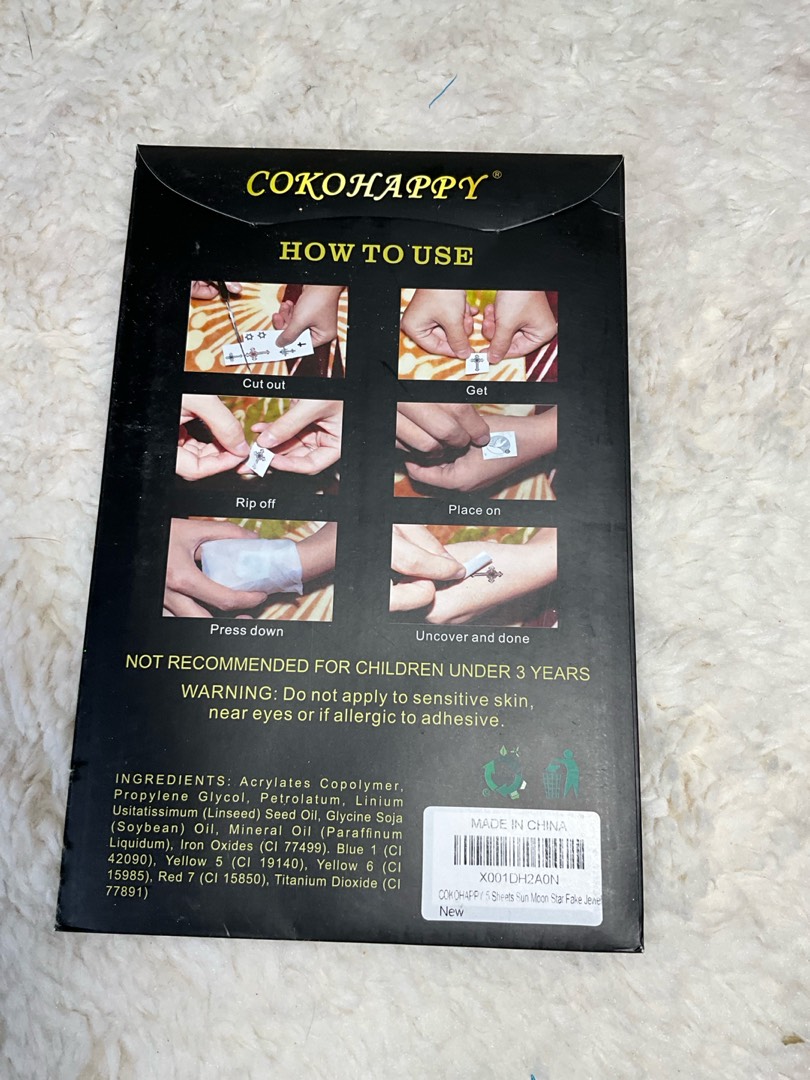 COKOHAPPY®
HOW TO USE
Cut out
Get
Rip off
Place on
Press down
Uncover and done
NOT RECOMMENDED FOR CHILDREN UNDER 3 YEARS
WARNING: Do not apply to sensitive skin,
near eyes or if allergic to adhesive.
INGREDIENTS: Acrylates Copolymer,
Propylene Glycol, Petrolatum, Linium
Usitatissimum (Linseed) Seed Oil, Glycine Soja
(Soybean) Oil, Mineral Oil (Paraffinum
Liquidum), Iron Oxides (CI 77499). Blue 1 (CI
42090), Yellow 5 (CI 19140), Yellow 6 (CI
15985), Red 7 (CI 15850), Titanium Dioxide (CI
77891)
MADE IN CHINA
X001DH2A0N
COKOHAPPY 5 Sheets Sun Moon Star Fake Jewe
New